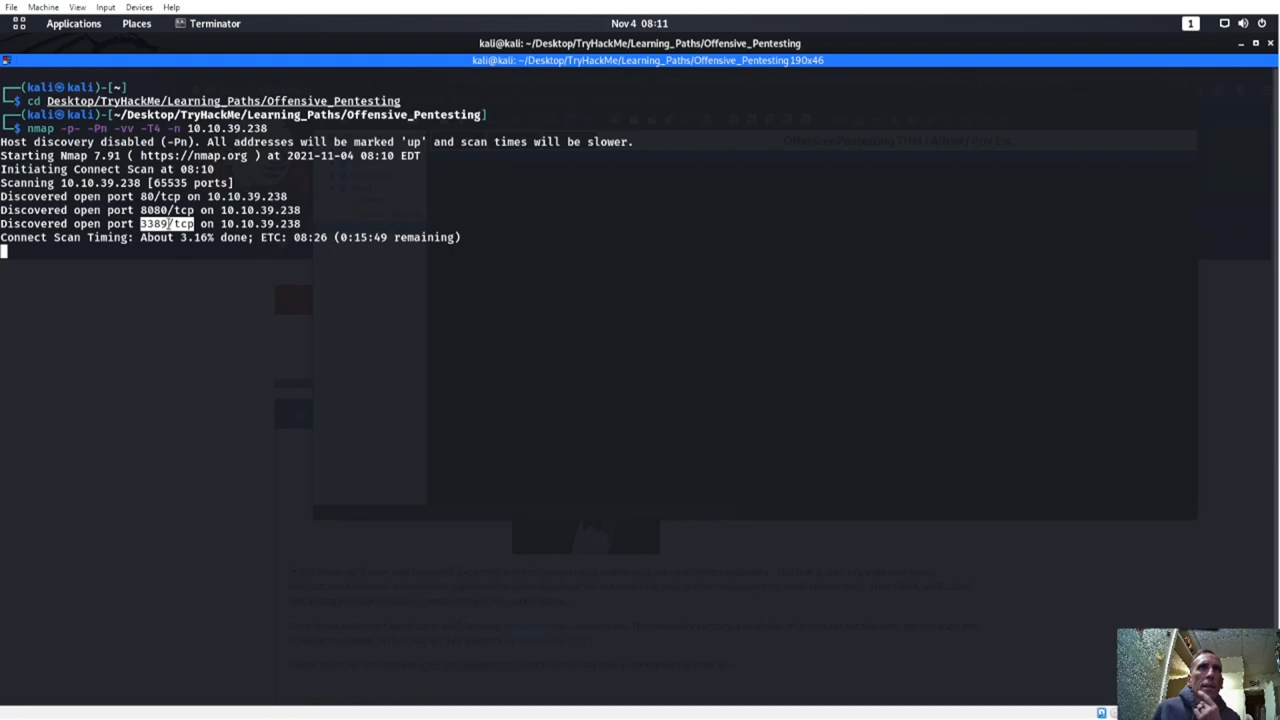 File Machine View Input Devices Help
Applications Places Terminator Nov 4 08:11 1
kali@kali: ~/Desktop/TryHackMe/Learning_Paths/Offensive_Pentesting
kali@kali: ~/Desktop/TryHackMe/Learning_Paths/Offensive_Pentesting 190x46
(kali㉿kali)-[~]
$ cd Desktop/TryHackMe/Learning_Paths/Offensive_Pentesting
(kali㉿kali)-[~/Desktop/TryHackMe/Learning_Paths/Offensive_Pentesting]
$ nmap -p- -Pn -vv -T4 -n 10.10.39.238
Host discovery disabled (-Pn). All addresses will be marked 'up' and scan times will be slower.
Starting Nmap 7.91 ( https://nmap.org ) at 2021-11-04 08:10 EDT
Initiating Connect Scan at 08:10
Scanning 10.10.39.238 [65535 ports]
Discovered open port 80/tcp on 10.10.39.238
Discovered open port 8080/tcp on 10.10.39.238
Discovered open port 3389/tcp on 10.10.39.238
Connect Scan Timing: About 3.16% done; ETC: 08:26 (0:15:49 remaining)
Offensive Pentesting THM | Alfred / Priv Esc